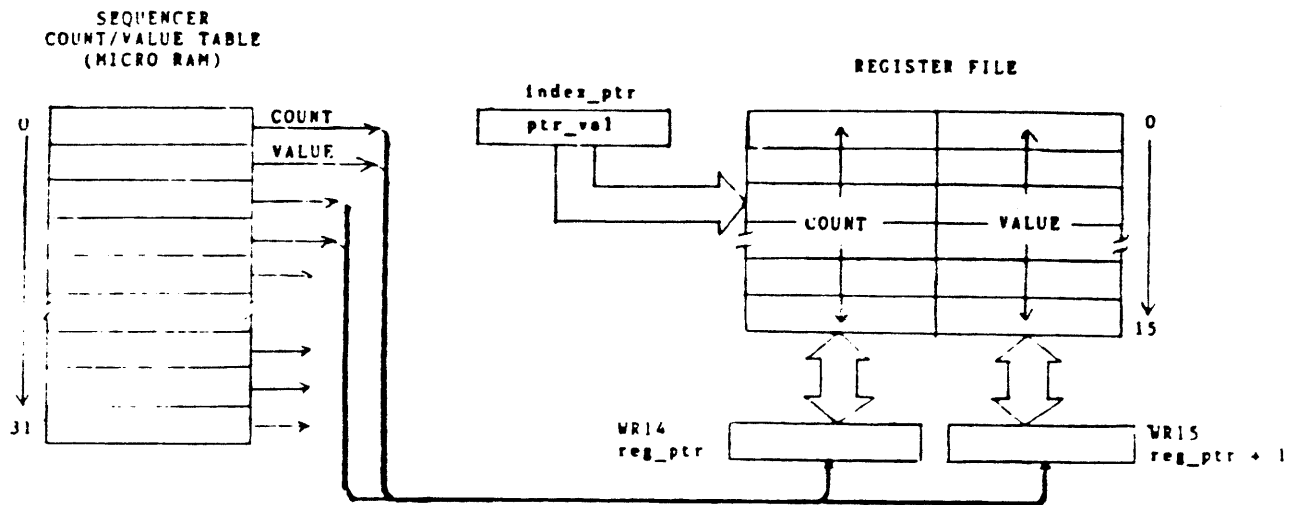 SEQUENCER
COUNT/VALUE TABLE
(MICRO RAM)
REGISTER FILE
index_ptr
ptr_val
0
COUNT
VALUE
31
0
COUNT
VALUE
15
WR14
reg_ptr
WR15
reg_ptr + 1